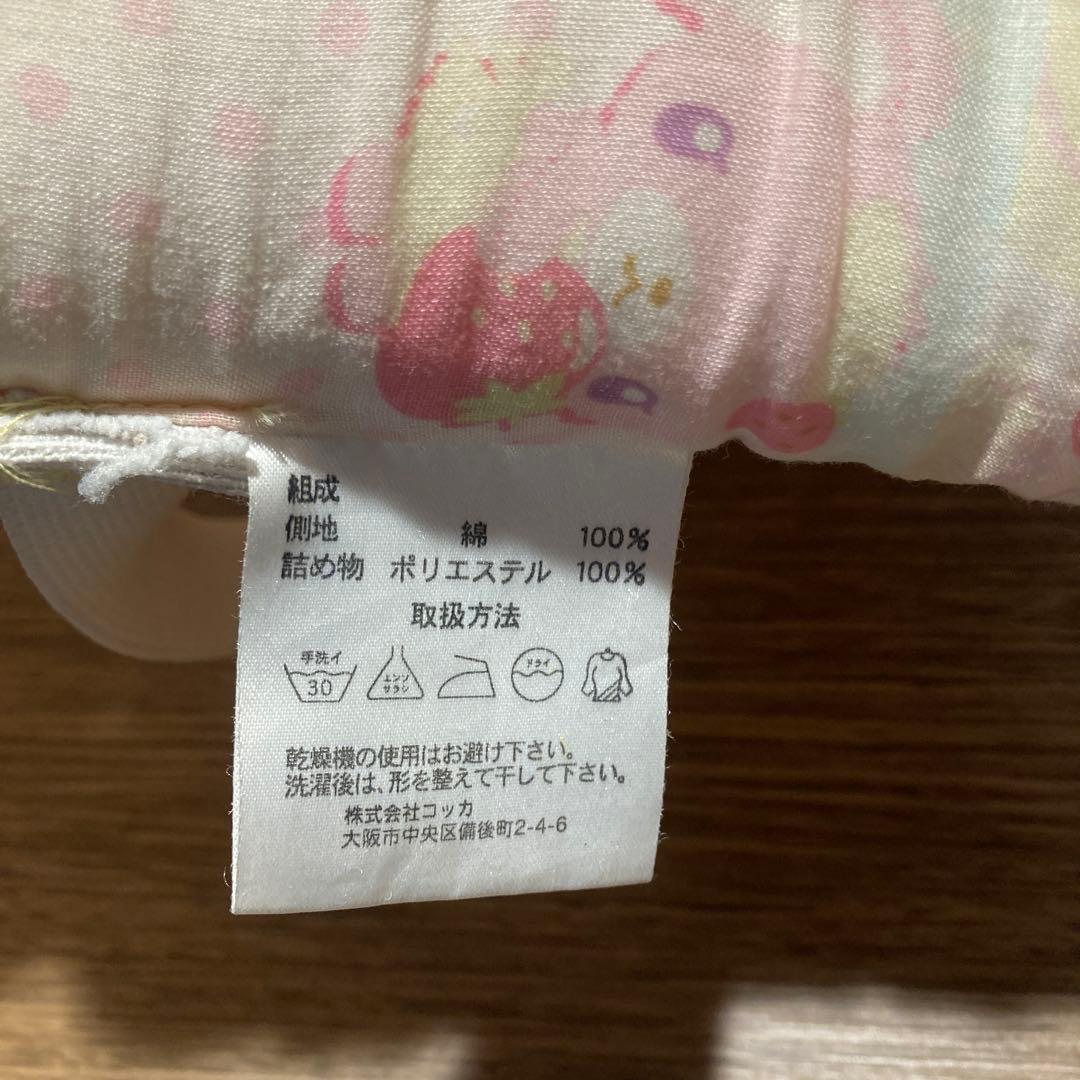 組成
側地 綿 100%
詰め物 ポリエステル 100%
取扱方法
手洗イ 30 エンソ サラシ ドライ
乾燥機の使用はお避け下さい。
洗濯後は、形を整えて干して下さい。
株式会社コッカ
大阪市中央区備後町2-4-6